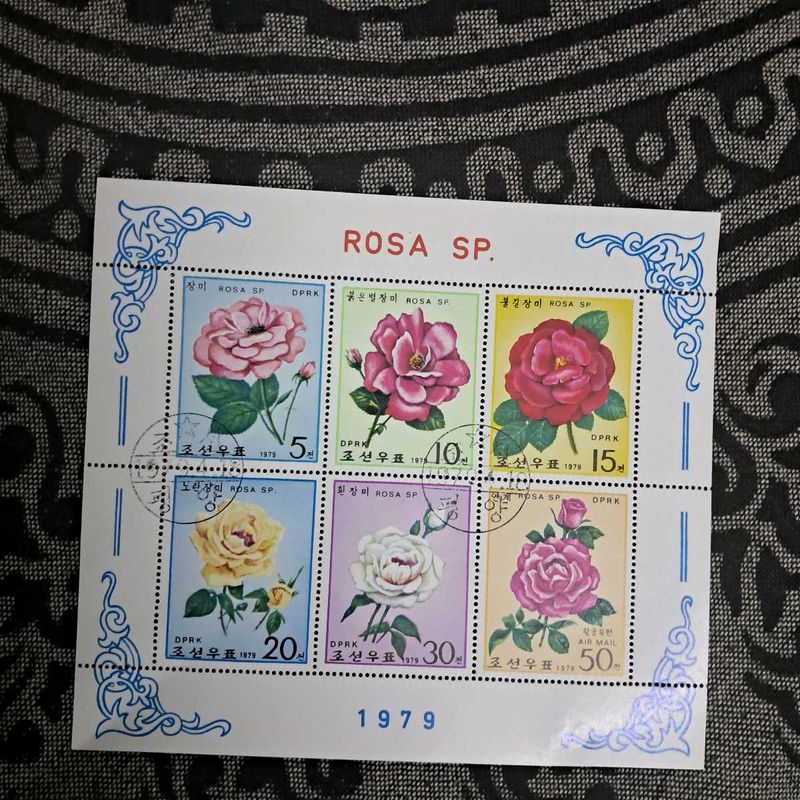 ROSA SP.
장미 ROSA SP. DPRK
5전
조선우표 1979
붉은별장미 ROSA SP.
DPRK 10전
조선우표 1979
불길장미 ROSA SP.
DPRK
조선우표 1979 15전
노란장미 ROSA SP.
DPRK
조선우표 1979 20전
흰장미 ROSA SP.
DPRK
조선우표 1979 30전
ROSA SP. DPRK
항공우편
AIR MAIL
조선우표 1979 50전
평양
1979